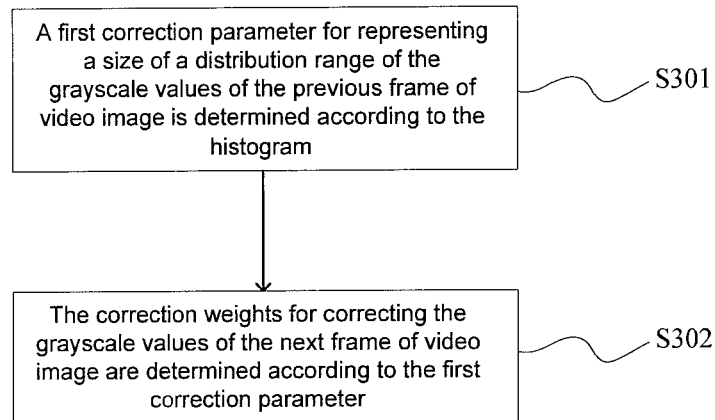 A first correction parameter for representing
a size of a distribution range of the
grayscale values of the previous frame of
video image is determined according to the
histogram
S301
The correction weights for correcting the
grayscale values of the next frame of video
image are determined according to the first
correction parameter
S302